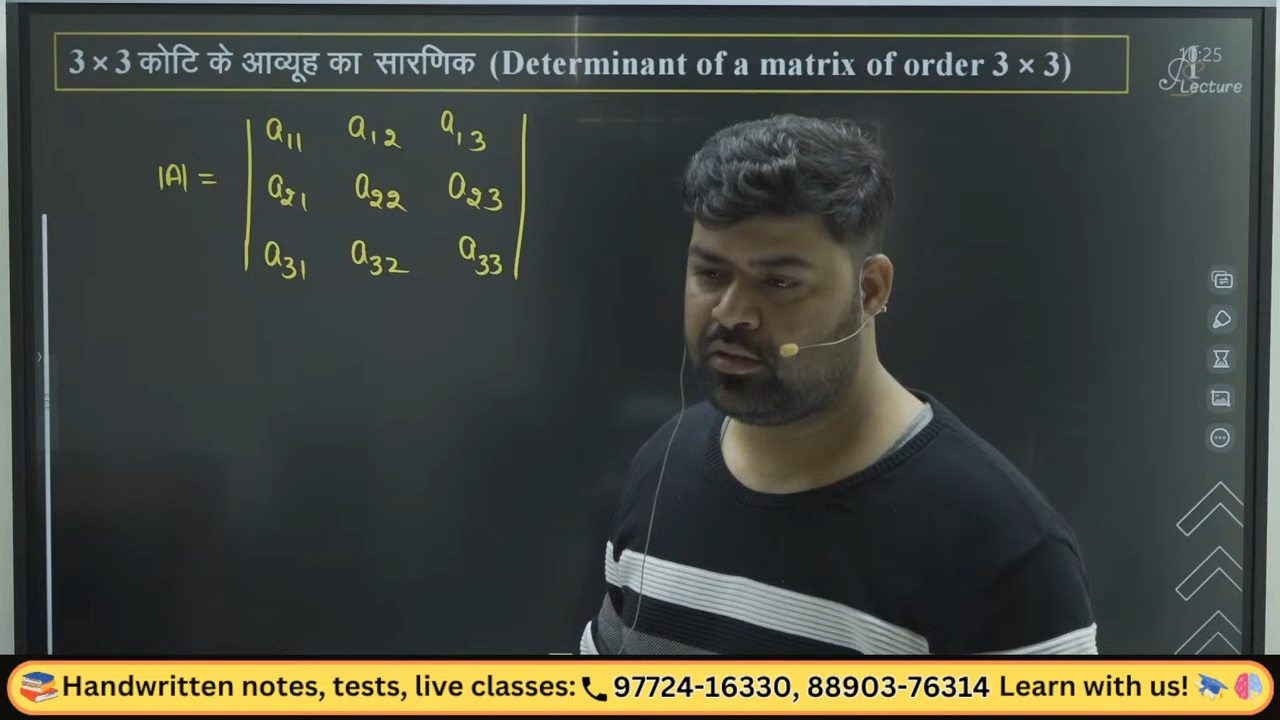 3 × 3 कोटि के आव्यूह का सारणिक (Determinant of a matrix of order 3 × 3)
Lecture
a₁₁ a₁₂ a₁₃
|A| =
a₂₁ a₂₂ a₂₃
a₃₁ a₃₂ a₃₃
Handwritten notes, tests, live classes: 97724-16330, 88903-76314 Learn with us!